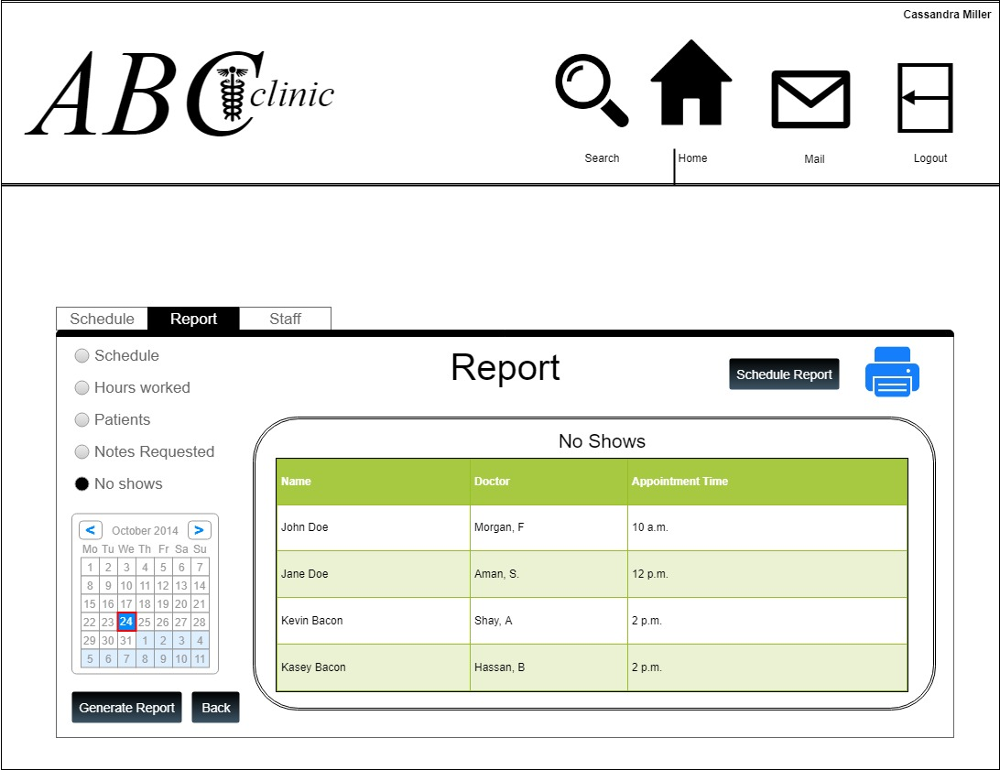 Cassandra Miller
ABC clinic
Search
Home
Mail
Logout
Schedule Report Staff
Schedule
Hours worked
Patients
Notes Requested
No shows
Report
Schedule Report
No Shows
Name Doctor Appointment Time
John Doe Morgan, F 10 a.m.
Jane Doe Aman, S. 12 p.m.
Kevin Bacon Shay, A 2 p.m.
Kasey Bacon Hassan, B 2 p.m.
< October 2014 >
Mo Tu We Th Fr Sa Su
1 2 3 4 5 6 7
8 9 10 11 12 13 14
15 16 17 18 19 20 21
22 23 24 25 26 27 28
29 30 31 1 2 3 4
5 6 7 8 9 10 11
Generate Report Back